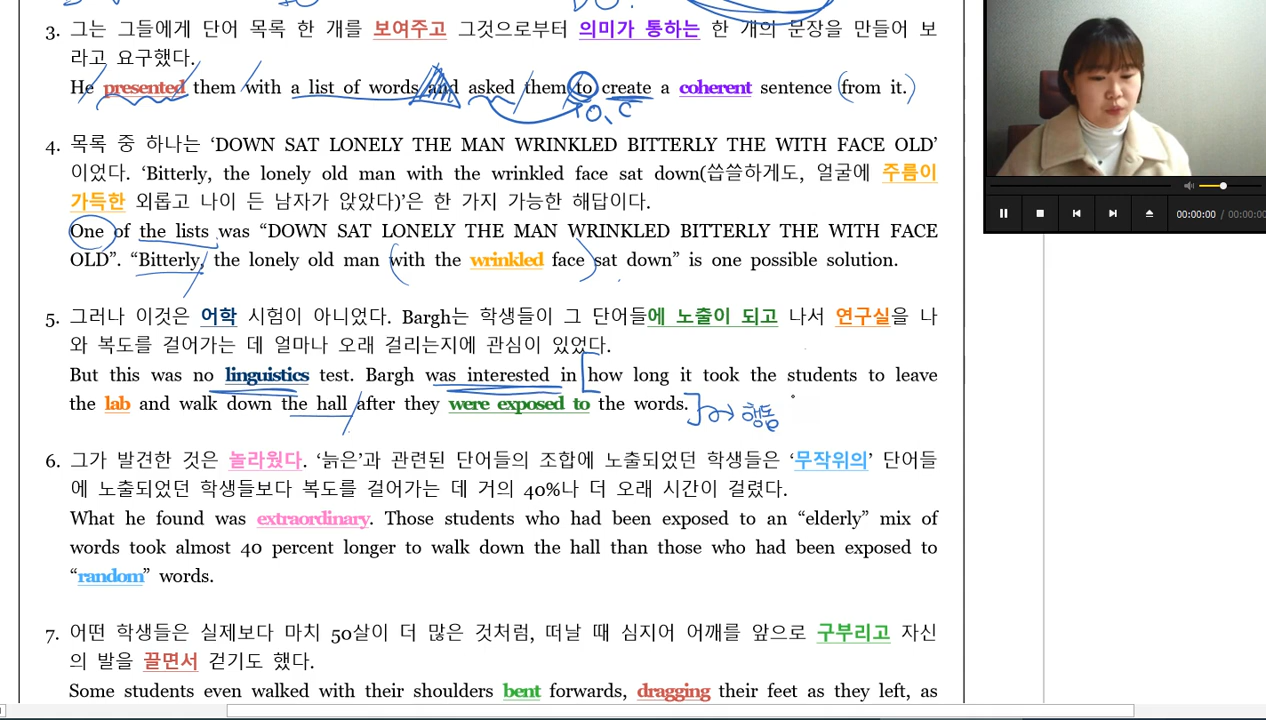 3. 그는 그들에게 단어 목록 한 개를 보여주고 그것으로부터 의미가 통하는 한 개의 문장을 만들어 보
라고 요구했다.
He presented them with a list of words and asked them to create a coherent sentence (from it.)
O.C
4. 목록 중 하나는 ‘DOWN SAT LONELY THE MAN WRINKLED BITTERLY THE WITH FACE OLD’
이었다. ‘Bitterly, the lonely old man with the wrinkled face sat down(씁쓸하게도, 얼굴에 주름이
가득한 외롭고 나이 든 남자가 앉았다)’은 한 가지 가능한 해답이다.
One of the lists was “DOWN SAT LONELY THE MAN WRINKLED BITTERLY THE WITH FACE
OLD”. “Bitterly, the lonely old man (with the wrinkled face) sat down” is one possible solution.
5. 그러나 이것은 어학 시험이 아니었다. Bargh는 학생들이 그 단어들에 노출이 되고 나서 연구실을 나
와 복도를 걸어가는 데 얼마나 오래 걸리는지에 관심이 있었다.
But this was no linguistics test. Bargh was interested in [how long it took the students to leave
the lab and walk down the hall after they were exposed to the words.]
행동
6. 그가 발견한 것은 놀라웠다. ‘늙은’과 관련된 단어들의 조합에 노출되었던 학생들은 ‘무작위의’ 단어들
에 노출되었던 학생들보다 복도를 걸어가는 데 거의 40%나 더 오래 시간이 걸렸다.
What he found was extraordinary. Those students who had been exposed to an “elderly” mix of
words took almost 40 percent longer to walk down the hall than those who had been exposed to
“random” words.
7. 어떤 학생들은 실제보다 마치 50살이 더 많은 것처럼, 떠날 때 심지어 어깨를 앞으로 구부리고 자신
의 발을 끌면서 걷기도 했다.
Some students even walked with their shoulders bent forwards, dragging their feet as they left, as
00:00:00 / 00:00:00